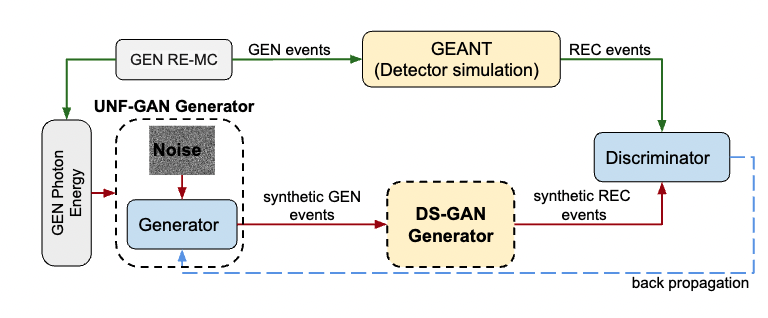 GEN RE-MC
GEN events
GEANT
(Detector simulation)
REC events
UNF-GAN Generator
GEN Photon
Energy
Noise
Generator
synthetic GEN
events
DS-GAN
Generator
synthetic REC
events
Discriminator
back propagation